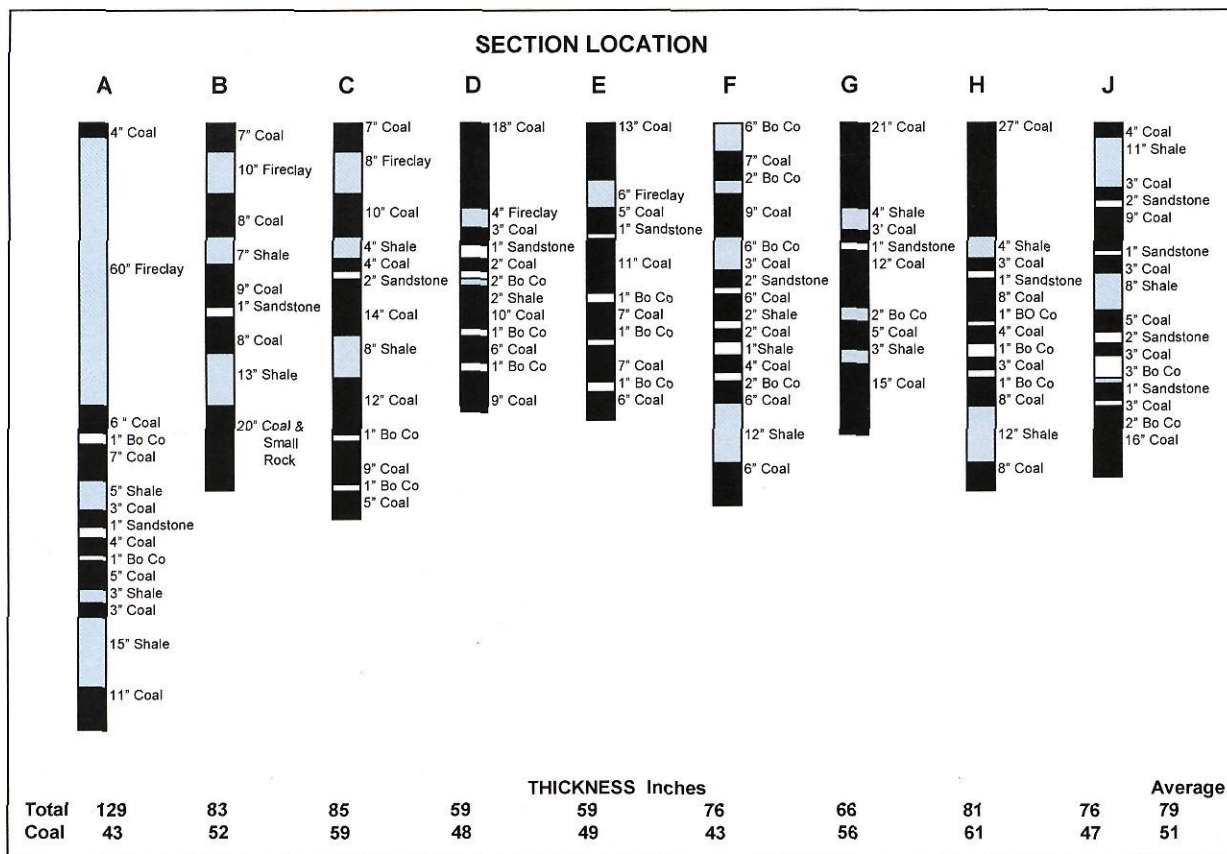 SECTION LOCATION
A B C D E F G H J
4" Coal
60" Fireclay
6 " Coal
1" Bo Co
7" Coal
5" Shale
3" Coal
1" Sandstone
4" Coal
1" Bo Co
5" Coal
3" Shale
3" Coal
15" Shale
11" Coal
7" Coal
10" Fireclay
8" Coal
7" Shale
9" Coal
1" Sandstone
8" Coal
13" Shale
20" Coal &
Small
Rock
7" Coal
8" Fireclay
10" Coal
4" Shale
4" Coal
2" Sandstone
14" Coal
8" Shale
12" Coal
1" Bo Co
9" Coal
1" Bo Co
5" Coal
18" Coal
4" Fireclay
3" Coal
1" Sandstone
2" Coal
2" Bo Co
2" Shale
10" Coal
1" Bo Co
6" Coal
1" Bo Co
9" Coal
13" Coal
6" Fireclay
5" Coal
1" Sandstone
11" Coal
1" Bo Co
7" Coal
1" Bo Co
7" Coal
1" Bo Co
6" Coal
6" Bo Co
7" Coal
2" Bo Co
9" Coal
6" Bo Co
3" Coal
2" Sandstone
6" Coal
2" Shale
2" Coal
1"Shale
4" Coal
2" Bo Co
6" Coal
12" Shale
6" Coal
21" Coal
4" Shale
3' Coal
1" Sandstone
12" Coal
2" Bo Co
5" Coal
3" Shale
15" Coal
27" Coal
4" Shale
3" Coal
1" Sandstone
8" Coal
1" BO Co
4" Coal
1" Bo Co
3" Coal
1" Bo Co
8" Coal
12" Shale
8" Coal
4" Coal
11" Shale
3" Coal
2" Sandstone
9" Coal
1" Sandstone
3" Coal
8" Shale
5" Coal
2" Sandstone
3" Coal
3" Bo Co
1" Sandstone
3" Coal
2" Bo Co
16" Coal
THICKNESS Inches Average
Total 129 83 85 59 59 76 66 81 76 79
Coal 43 52 59 48 49 43 56 61 47 51